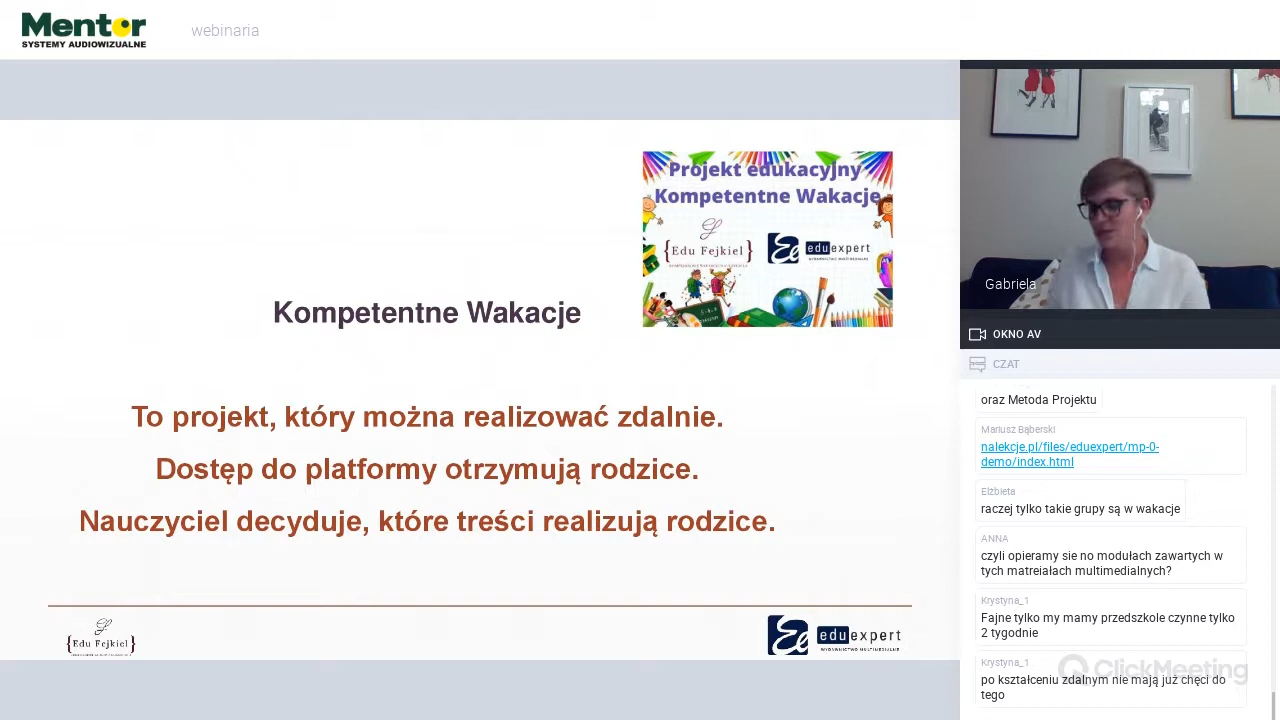 Mentor
SYSTEMY AUDIOWIZUALNE
webinaria
Projekt edukacyjny
Kompetentne Wakacje
{Edu Fejkiel}
eduexpert
WYDAWNICTWO MULTIMEDIALNE
Kompetentne Wakacje
To projekt, który można realizować zdalnie.
Dostęp do platformy otrzymują rodzice.
Nauczyciel decyduje, które treści realizują rodzice.
{Edu Fejkiel}
eduexpert
WYDAWNICTWO MULTIMEDIALNE
Gabriela
OKNO AV
CZAT
oraz Metoda Projektu
Mariusz Bąberski
nalekcje.pl/files/eduexpert/mp-0-
demo/index.html
Elżbieta
raczej tylko takie grupy są w wakacje
ANNA
czyli opieramy sie no modułach zawartych w
tych matreiałach multimedialnych?
Krystyna_1
Fajne tylko my mamy przedszkole czynne tylko
2 tygodnie
Krystyna_1
po kształceniu zdalnym nie mają już chęci do
tego
ClickMeeting